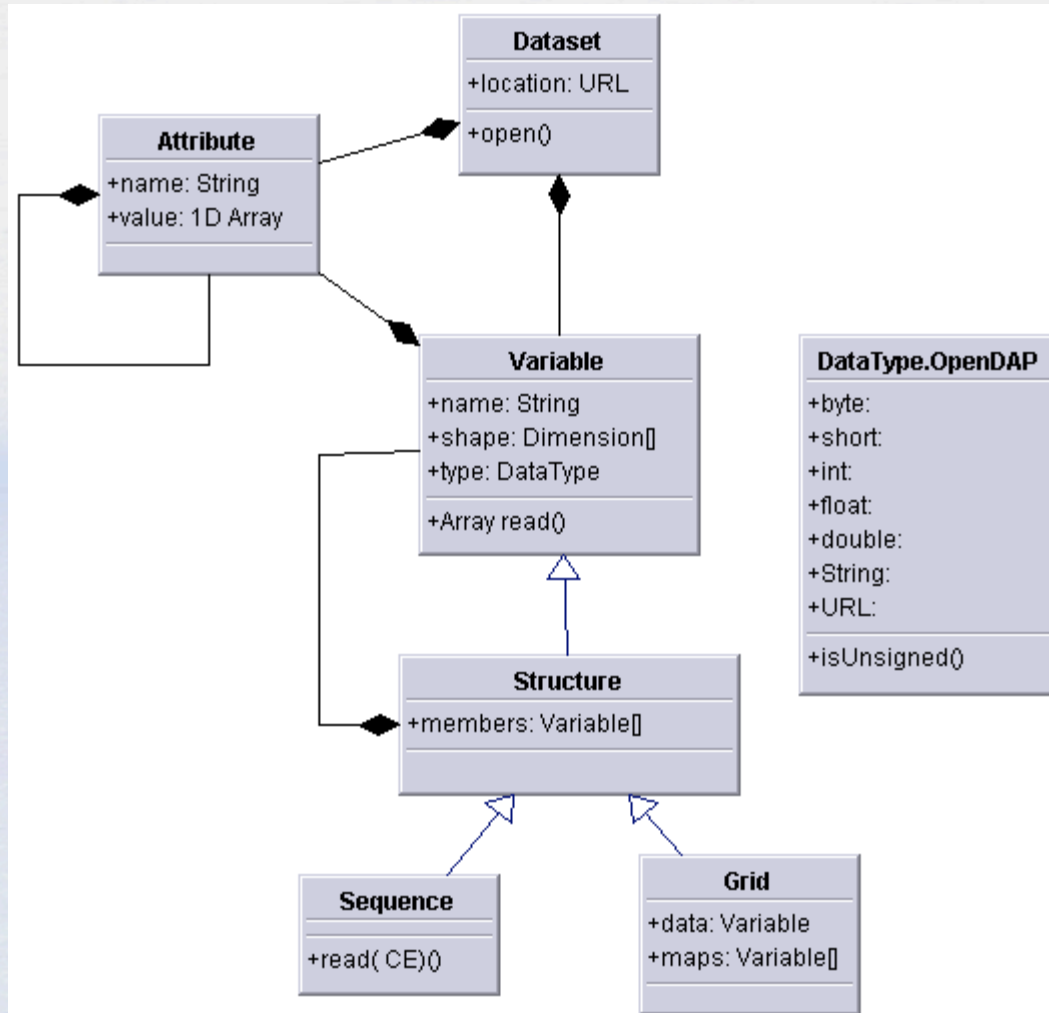 Dataset
+location: URL
+open()
Attribute
+name: String
+value: 1D Array
Variable
+name: String
+shape: Dimension[]
+type: DataType
+Array read()
DataType.OpenDAP
+byte:
+short:
+int:
+float:
+double:
+String:
+URL:
+isUnsigned()
Structure
+members: Variable[]
Sequence
+read( CE)()
Grid
+data: Variable
+maps: Variable[]